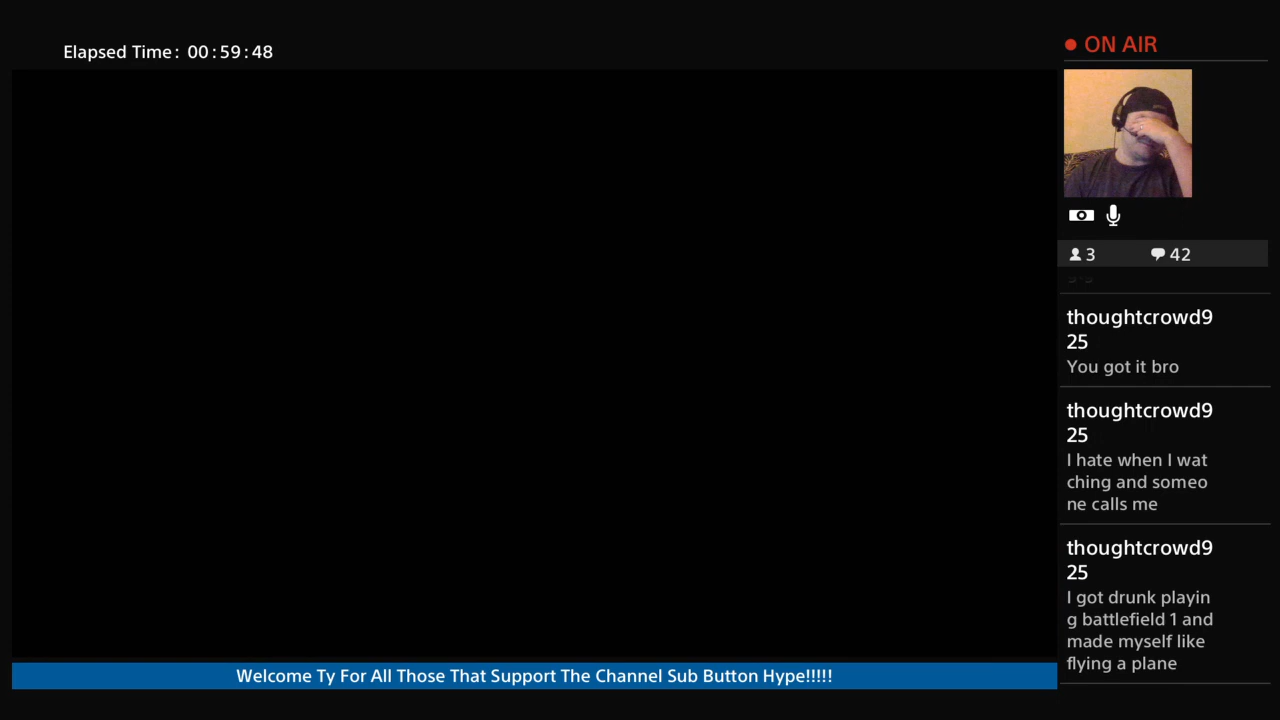 Elapsed Time: 00:59:48
ON AIR
3 42
thoughtcrowd9
25
You got it bro
thoughtcrowd9
25
I hate when I wat
ching and someo
ne calls me
thoughtcrowd9
25
I got drunk playin
g battlefield 1 and
made myself like
flying a plane
Welcome Ty For All Those That Support The Channel Sub Button Hype!!!!!